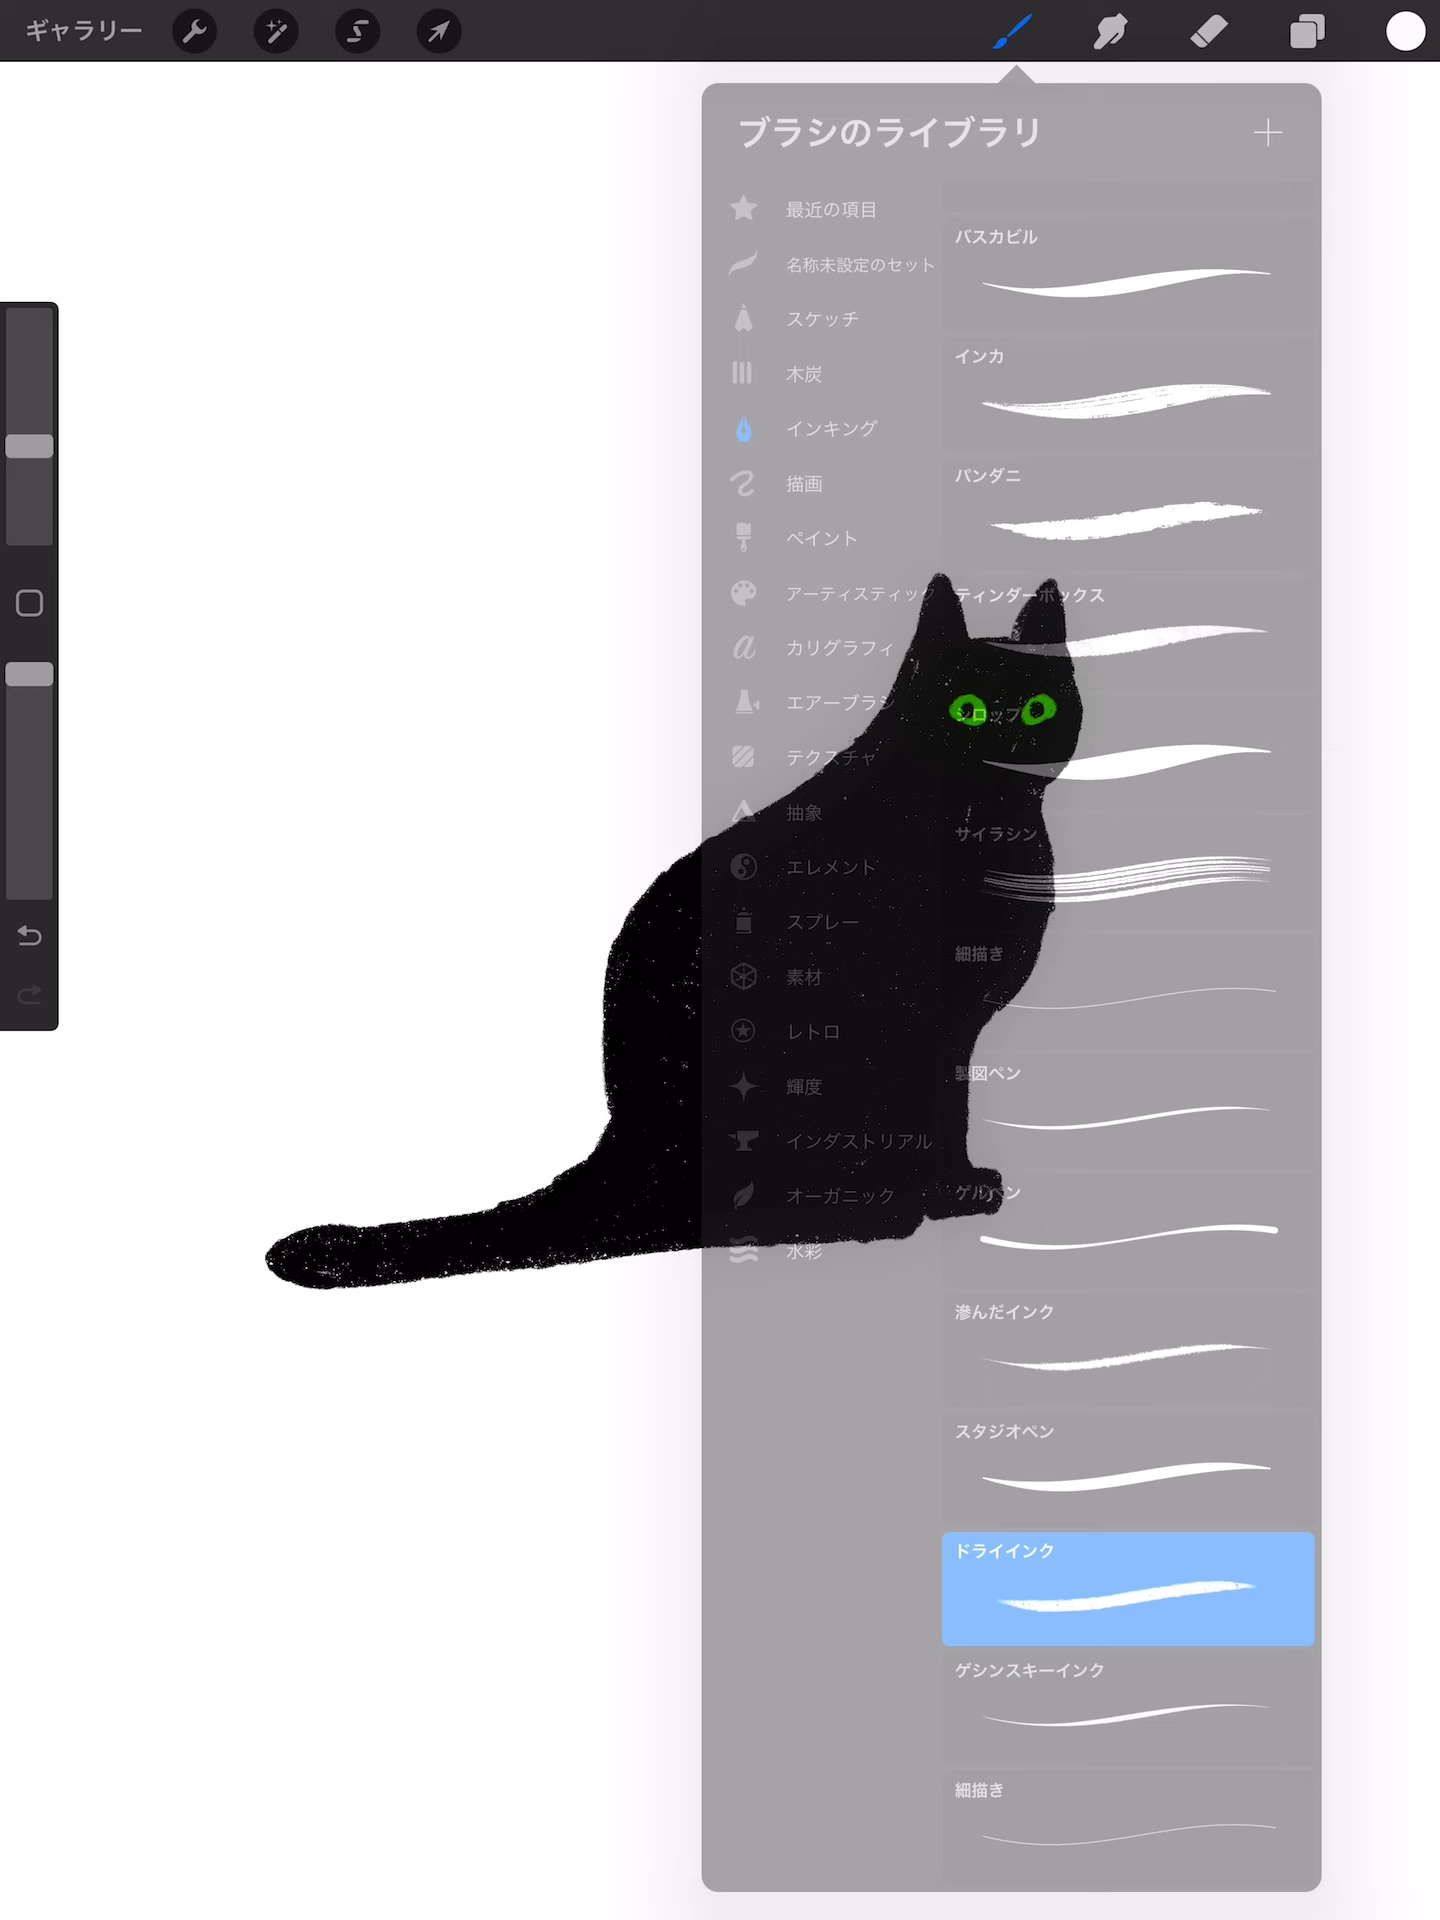 ギャラリー
ブラシのライブラリ
最近の項目
名称未設定のセット
スケッチ
木炭
インキング
描画
ペイント
アーティスティック
カリグラフィ
エアーブラシ
テクスチャ
抽象
エレメント
スプレー
素材
レトロ
輝度
インダストリアル
オーガニック
水彩
バスカビル
インカ
パンダニ
ティンダーボックス
シロップ
サイラシン
細描き
製図ペン
ゲルペン
滲んだインク
スタジオペン
ドライインク
ゲシンスキーインク
細描き